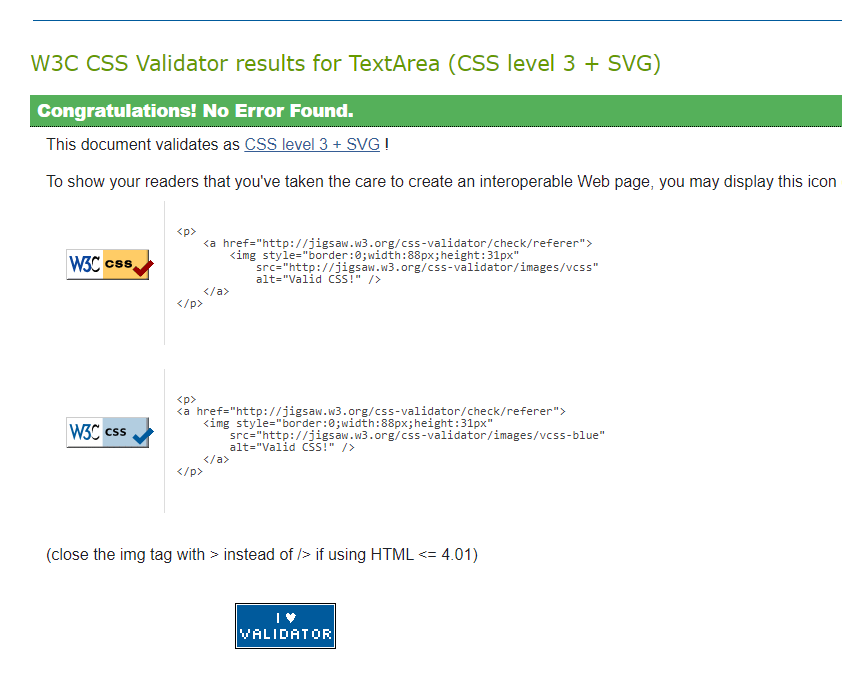 W3C CSS Validator results for TextArea (CSS level 3 + SVG)
Congratulations! No Error Found.
This document validates as CSS level 3 + SVG !
To show your readers that you've taken the care to create an interoperable Web page, you may display this icon
<p>
<a href="http://jigsaw.w3.org/css-validator/check/referer">
<img style="border:0;width:88px;height:31px"
src="http://jigsaw.w3.org/css-validator/images/vcss"
alt="Valid CSS!" />
</a>
</p>
W3C css
<p>
<a href="http://jigsaw.w3.org/css-validator/check/referer">
<img style="border:0;width:88px;height:31px"
src="http://jigsaw.w3.org/css-validator/images/vcss-blue"
alt="Valid CSS!" />
</a>
</p>
W3C css
(close the img tag with > instead of /> if using HTML <= 4.01)
I ♥
VALIDATOR